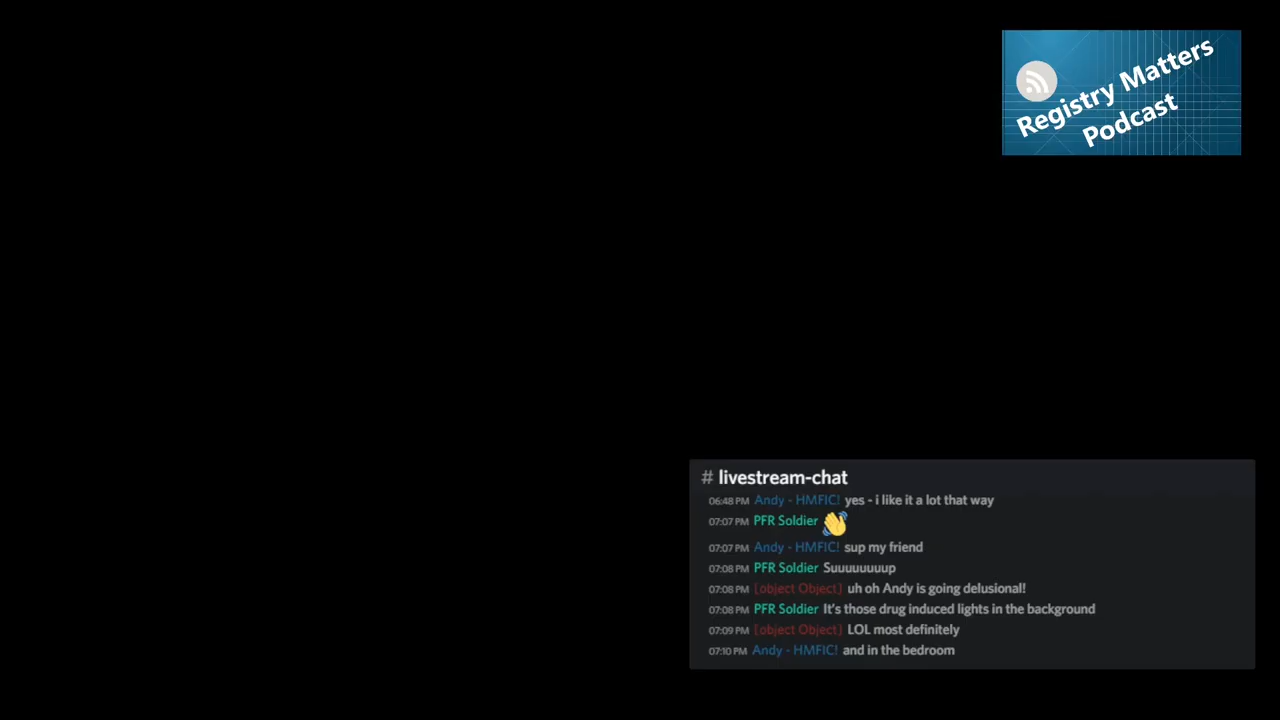 Registry Matters
Podcast
# livestream-chat
06:48 PM Andy - HMFIC! yes - i like it a lot that way
07:07 PM PFR Soldier 👋
07:07 PM Andy - HMFIC! sup my friend
07:08 PM PFR Soldier Suuuuuuuup
07:08 PM [object Object] uh oh Andy is going delusional!
07:08 PM PFR Soldier It's those drug induced lights in the background
07:09 PM [object Object] LOL most definitely
07:10 PM Andy - HMFIC! and in the bedroom